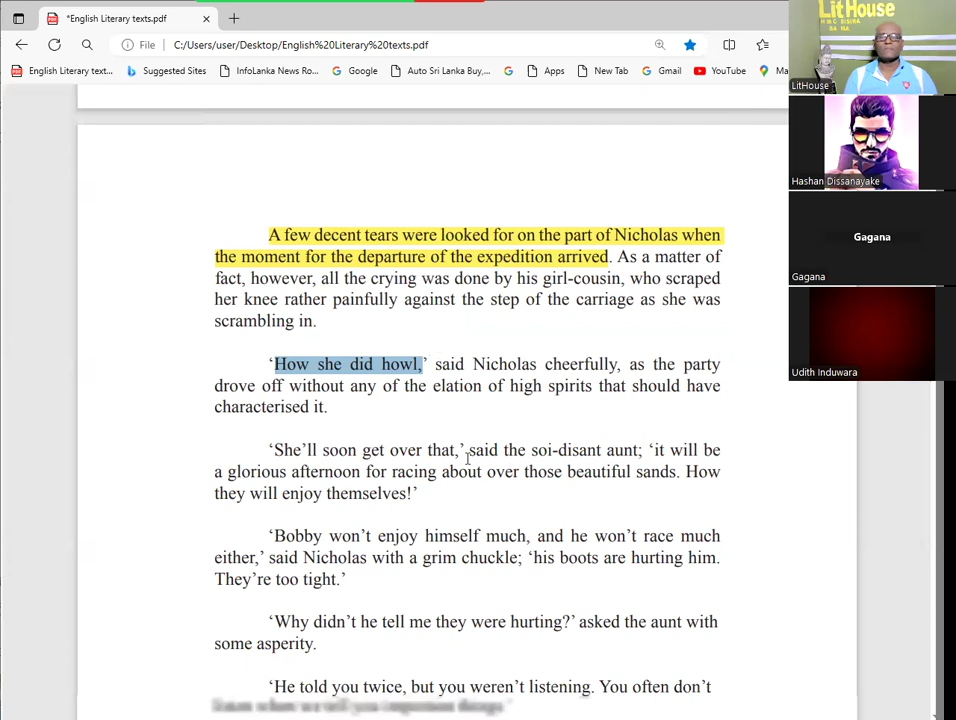 *English Literary texts.pdf
File
C:/Users/user/Desktop/English%20Literary%20texts.pdf
English Literary text...
Suggested Sites
InfoLanka News Ro...
Google
Auto Sri Lanka Buy,...
Apps
New Tab
Gmail
YouTube
Ma
A few decent tears were looked for on the part of Nicholas when
the moment for the departure of the expedition arrived. As a matter of
fact, however, all the crying was done by his girl-cousin, who scraped
her knee rather painfully against the step of the carriage as she was
scrambling in.
‘How she did howl,’ said Nicholas cheerfully, as the party
drove off without any of the elation of high spirits that should have
characterised it.
‘She’ll soon get over that,’ said the soi-disant aunt; ‘it will be
a glorious afternoon for racing about over those beautiful sands. How
they will enjoy themselves!’
‘Bobby won’t enjoy himself much, and he won’t race much
either,’ said Nicholas with a grim chuckle; ‘his boots are hurting him.
They’re too tight.’
‘Why didn’t he tell me they were hurting?’ asked the aunt with
some asperity.
‘He told you twice, but you weren’t listening. You often don’t
LitHouse
LitHouse
Hashan Dissanayake
Gagana
Gagana
Udith Induwara